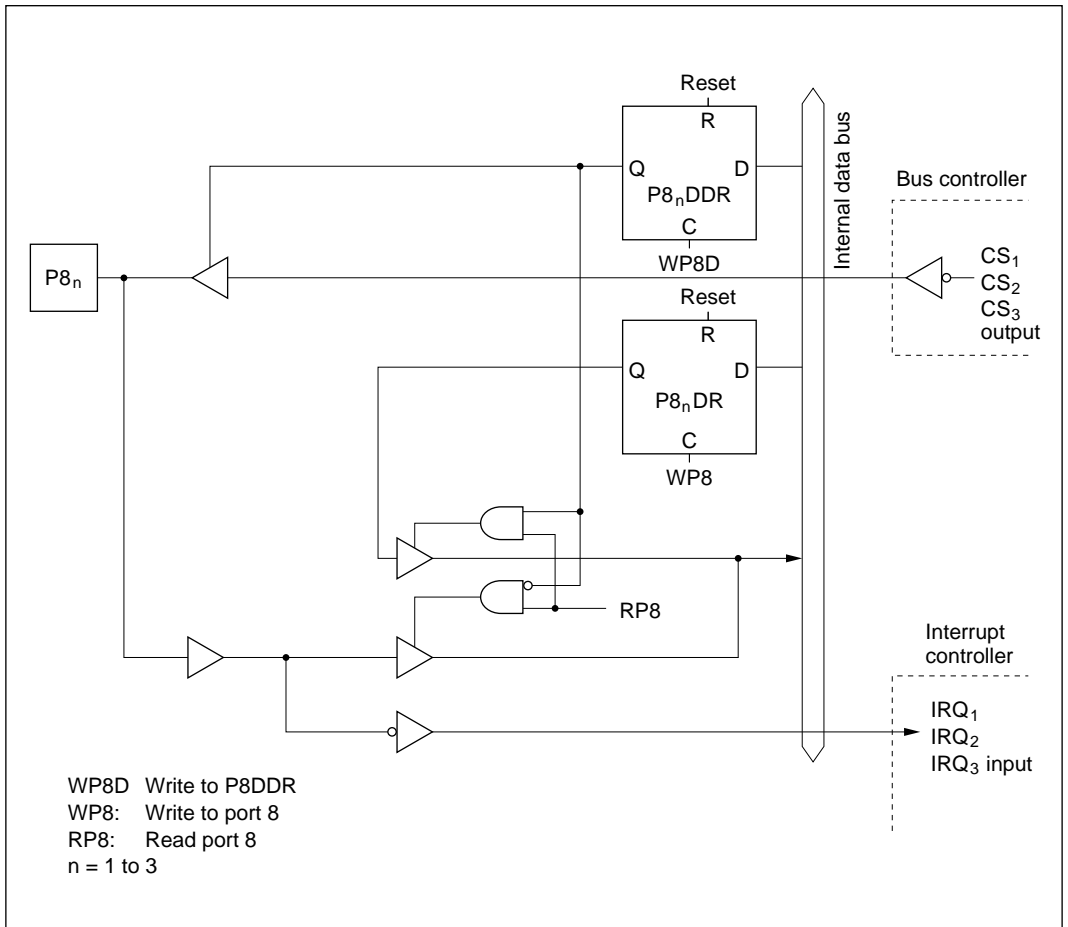 Reset
R
Q
D
P8nDDR
C
WP8D
Internal data bus
Bus controller
CS1
CS2
CS3
output
P8n
Reset
R
Q
D
P8nDR
C
WP8
RP8
Interrupt
controller
IRQ1
IRQ2
IRQ3 input
WP8D Write to P8DDR
WP8: Write to port 8
RP8: Read port 8
n = 1 to 3